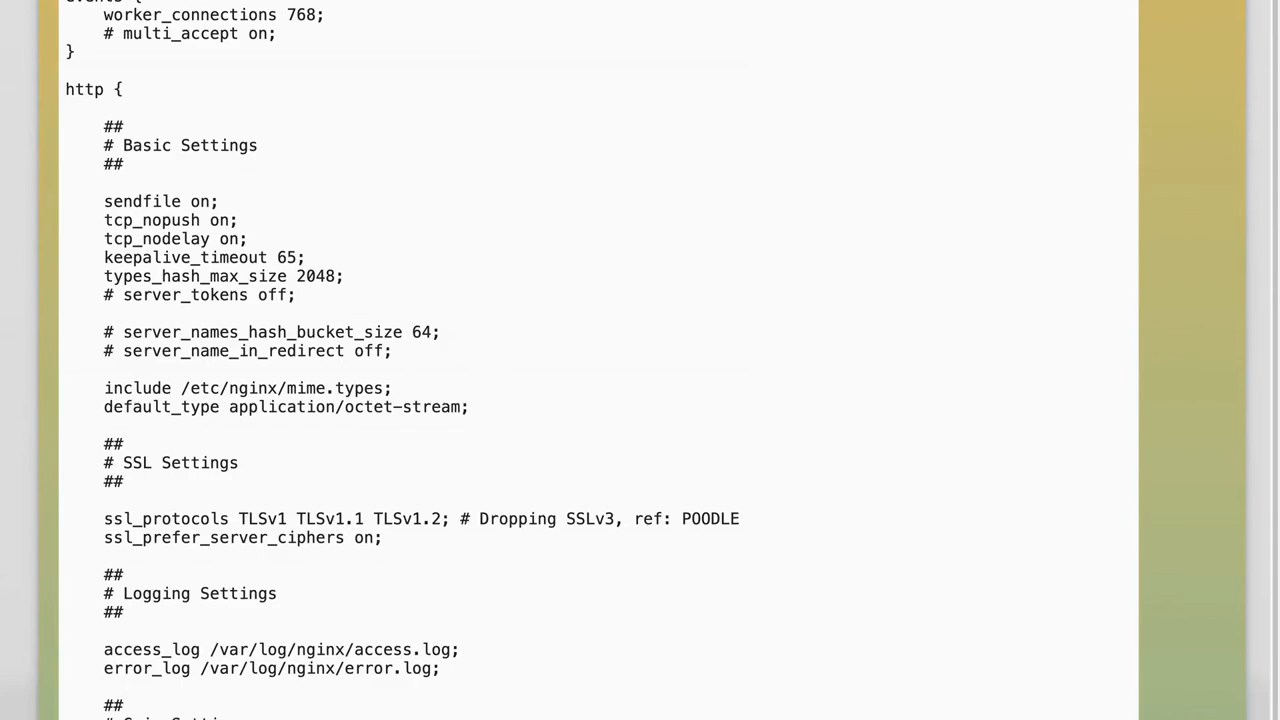 events {
worker_connections 768;
# multi_accept on;
}
http {
##
# Basic Settings
##
sendfile on;
tcp_nopush on;
tcp_nodelay on;
keepalive_timeout 65;
types_hash_max_size 2048;
# server_tokens off;
# server_names_hash_bucket_size 64;
# server_name_in_redirect off;
include /etc/nginx/mime.types;
default_type application/octet-stream;
##
# SSL Settings
##
ssl_protocols TLSv1 TLSv1.1 TLSv1.2; # Dropping SSLv3, ref: POODLE
ssl_prefer_server_ciphers on;
##
# Logging Settings
##
access_log /var/log/nginx/access.log;
error_log /var/log/nginx/error.log;
##